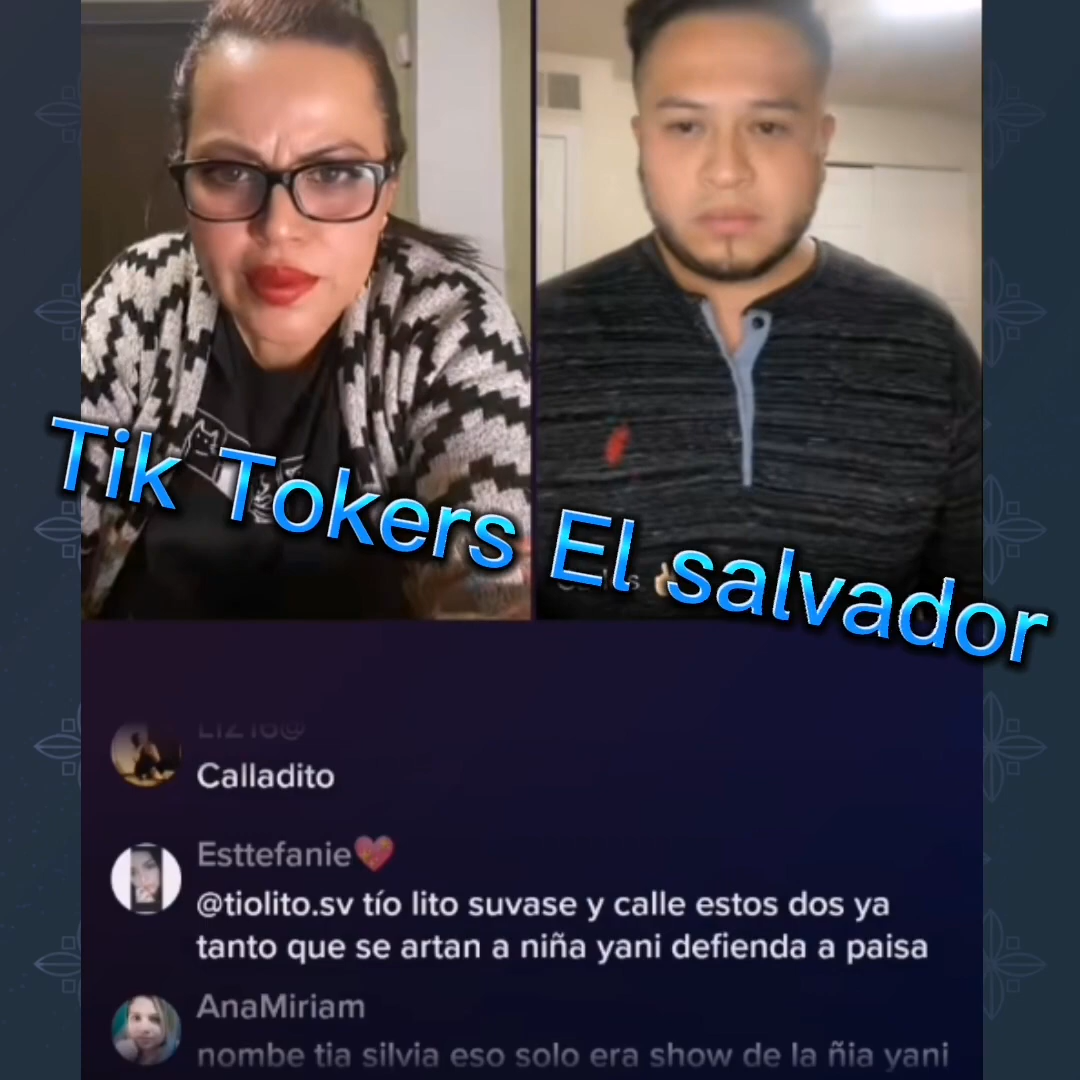 Tik Tokers El salvador
LIZ16@
Calladito
Esttefanie💖
@tiolito.sv tío lito suvase y calle estos dos ya
tanto que se artan a niña yani defienda a paisa
AnaMiriam
nombe tia silvia eso solo era show de la ñia yani